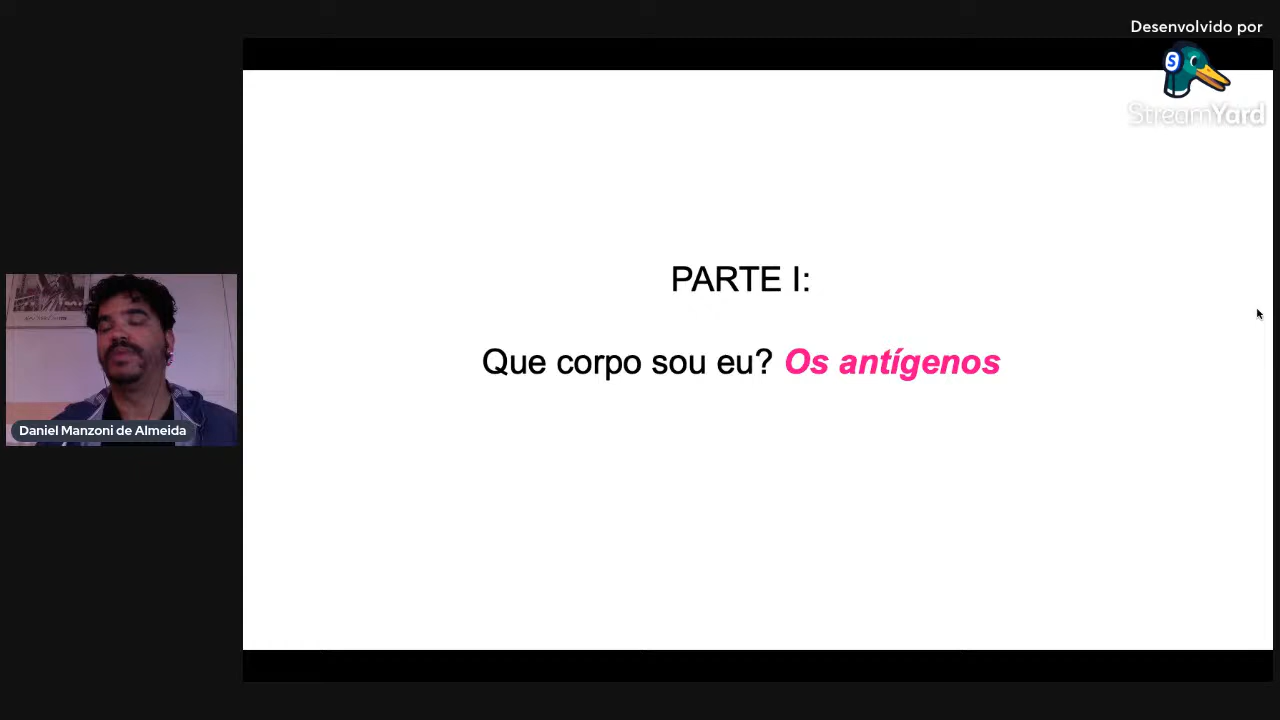 Desenvolvido por
StreamYard
PARTE I:
Que corpo sou eu? Os antígenos
Daniel Manzoni de Almeida